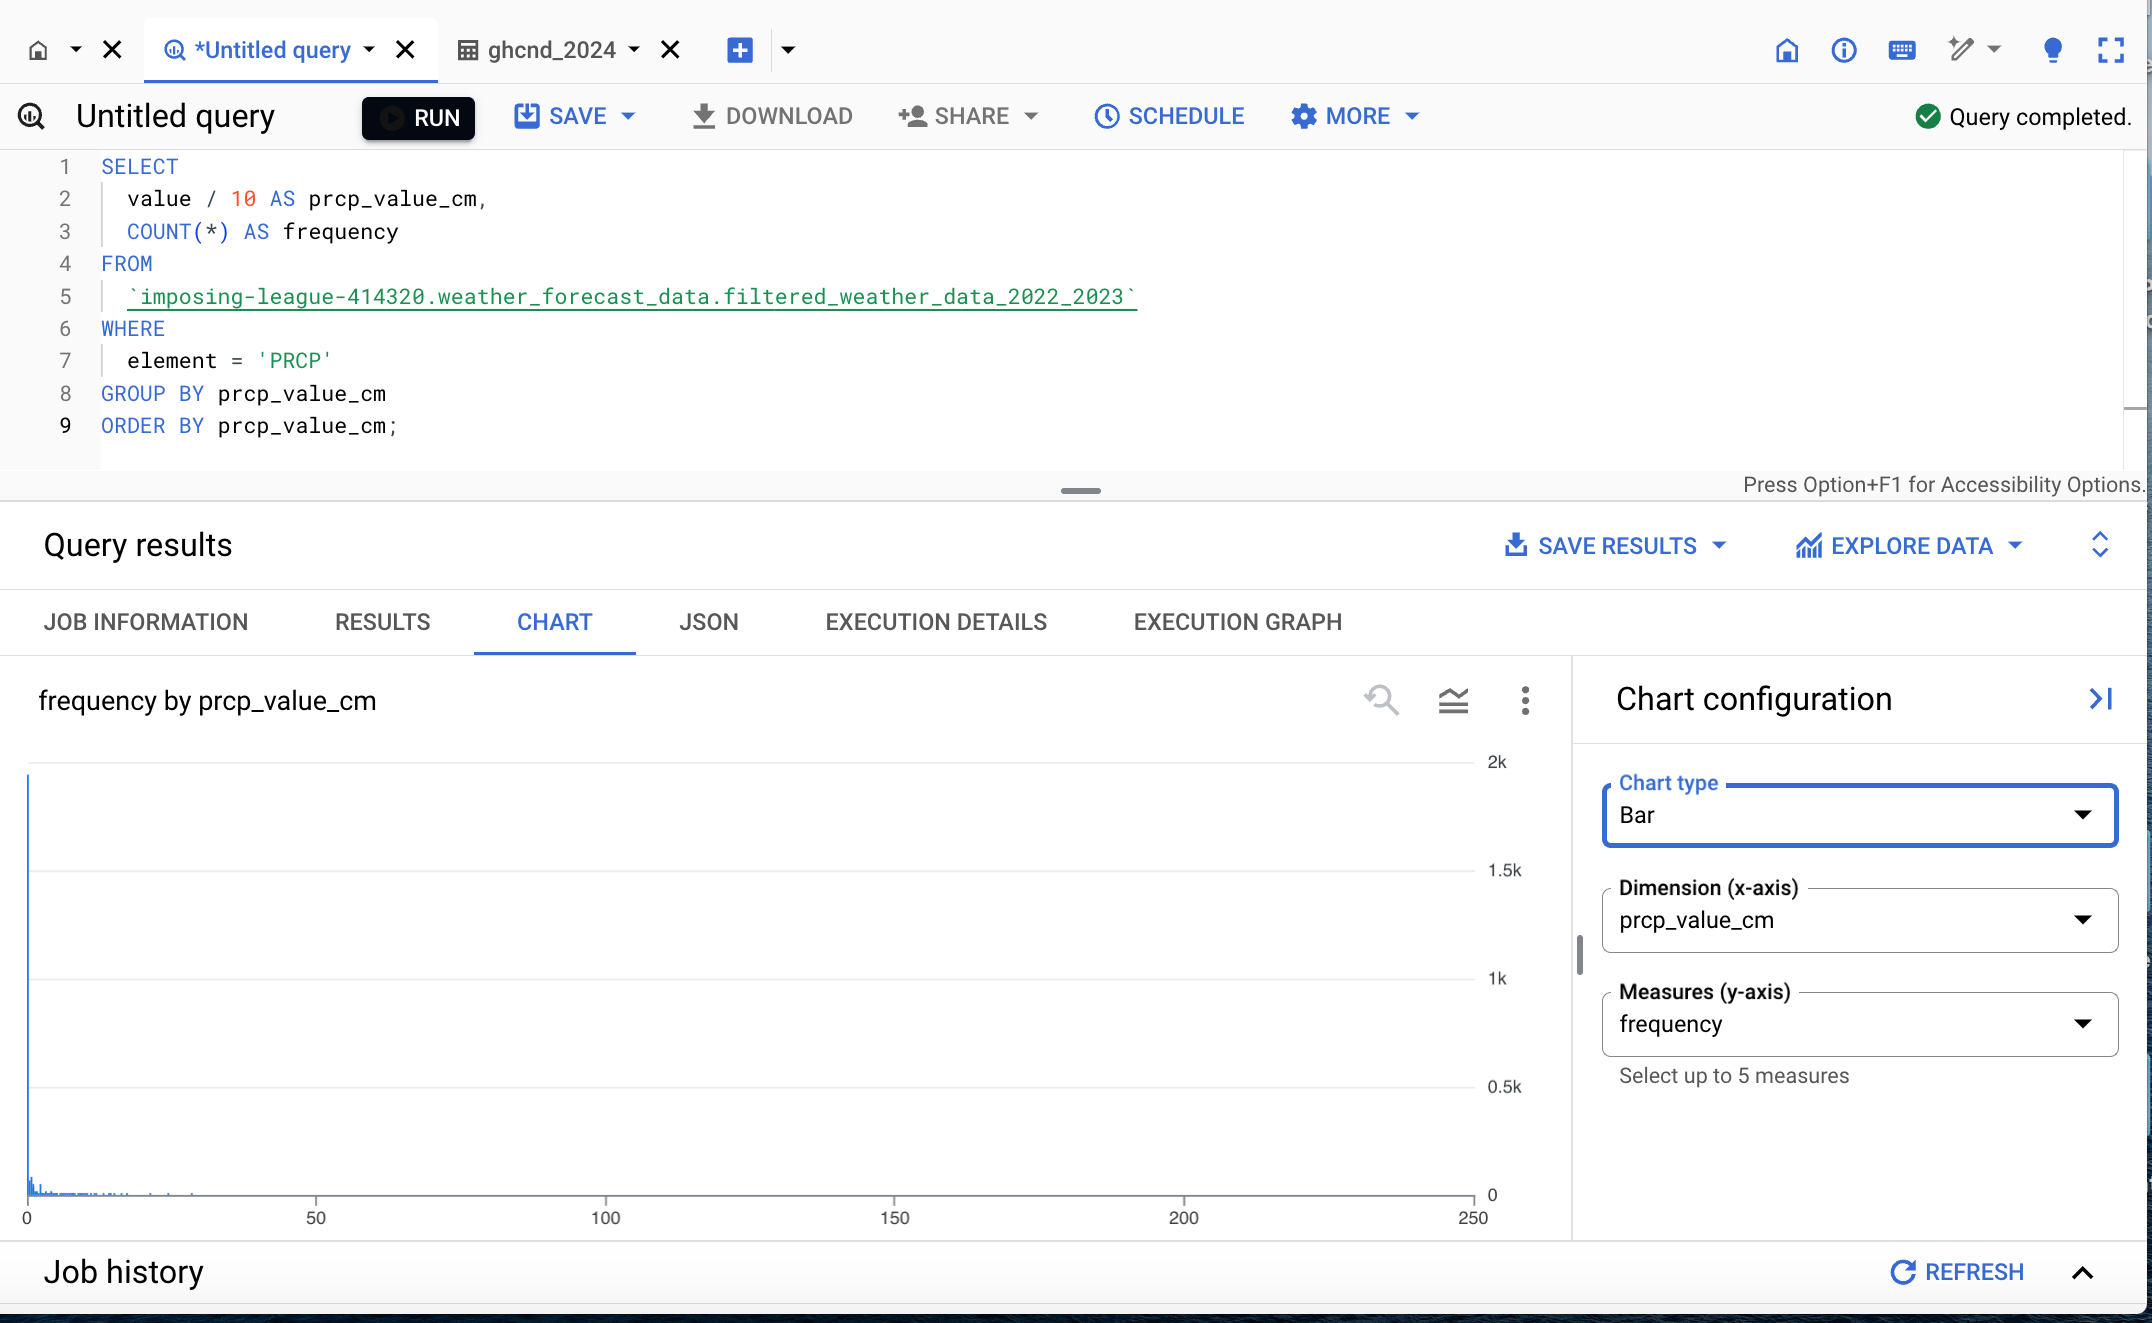 *Untitled query
ghcnd_2024
Untitled query
RUN
SAVE
DOWNLOAD
SHARE
SCHEDULE
MORE
Query completed.
1 SELECT
2 value / 10 AS prcp_value_cm,
3 COUNT(*) AS frequency
4 FROM
5 `imposing-league-414320.weather_forecast_data.filtered_weather_data_2022_2023`
6 WHERE
7 element = 'PRCP'
8 GROUP BY prcp_value_cm
9 ORDER BY prcp_value_cm;
Press Option+F1 for Accessibility Options.
Query results
SAVE RESULTS
EXPLORE DATA
JOB INFORMATION
RESULTS
CHART
JSON
EXECUTION DETAILS
EXECUTION GRAPH
frequency by prcp_value_cm
2k
1.5k
1k
0.5k
0
0
50
100
150
200
250
Chart configuration
Chart type
Bar
Dimension (x-axis)
prcp_value_cm
Measures (y-axis)
frequency
Select up to 5 measures
Job history
REFRESH